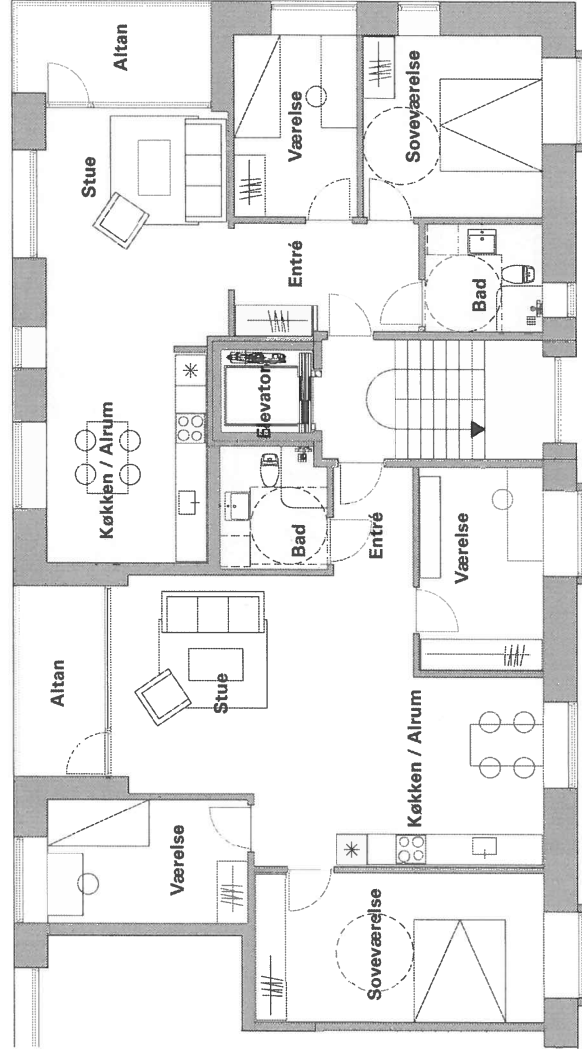 Altan
Stue
Værelse
Soveværelse
Entré
Bad
Køkken / Alrum
Elevator
Altan
Stue
Bad
Entré
Værelse
Køkken / Alrum
Værelse
Soveværelse